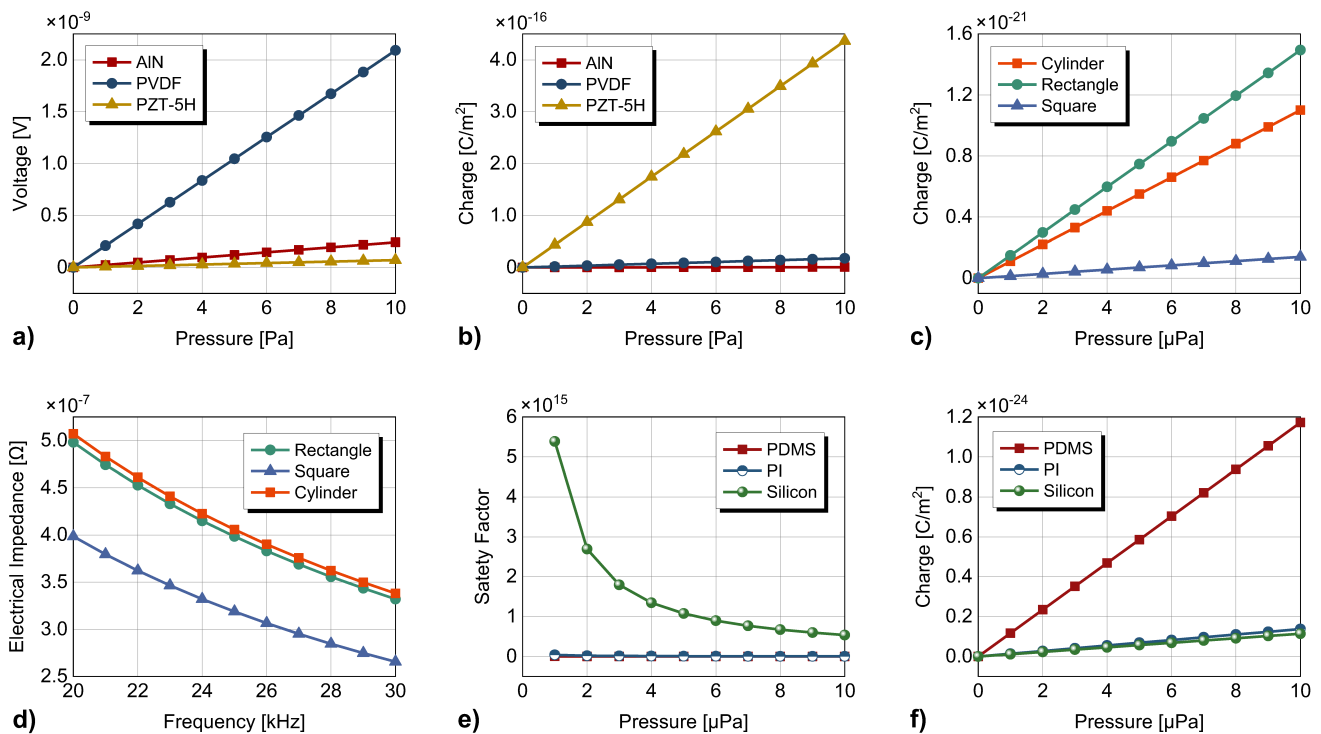 ×10-9
Voltage [V]
2.0
1.5
1.0
0.5
0
AlN
PVDF
PZT-5H
0 2 4 6 8 10
Pressure [Pa]
a)
×10-16
Charge [C/m2]
4.0
3.0
2.0
1.0
0
AlN
PVDF
PZT-5H
0 2 4 6 8 10
Pressure [Pa]
b)
×10-21
Charge [C/m2]
1.6
1.2
0.8
0.4
0
Cylinder
Rectangle
Square
0 2 4 6 8 10
Pressure [µPa]
c)
×10-7
Electrical Impedance [Ω]
5.0
4.5
4.0
3.5
3.0
2.5
Rectangle
Square
Cylinder
20 22 24 26 28 30
Frequency [kHz]
d)
×1015
Satety Factor
6
5
4
3
2
1
0
PDMS
PI
Silicon
0 2 4 6 8 10
Pressure [µPa]
e)
×10-24
Charge [C/m2]
1.2
0.8
0.4
0.4
0.0
PDMS
PI
Silicon
0 2 4 6 8 10
Pressure [µPa]
f)